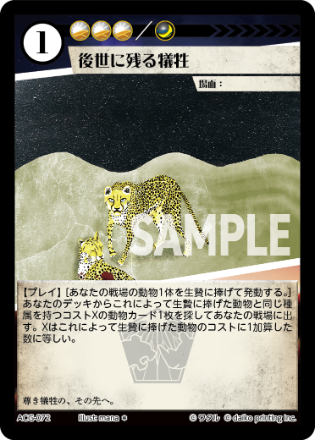 1
後世に残る犠牲
場面：
SAMPLE
【プレイ】［あなたの戦場の動物1体を生贄に捧げて発動する。］
あなたのデッキからこれによって生贄に捧げた動物と同じ種
属を持つコストXの動物カード1枚を探してあなたの戦場に出
す。Xはこれによって生贄に捧げた動物のコストに1加算した
数に等しい。
尊き犠牲の、その先へ。
ACG-072 Illust: mana ＊ © ワタル © daiko printing inc.